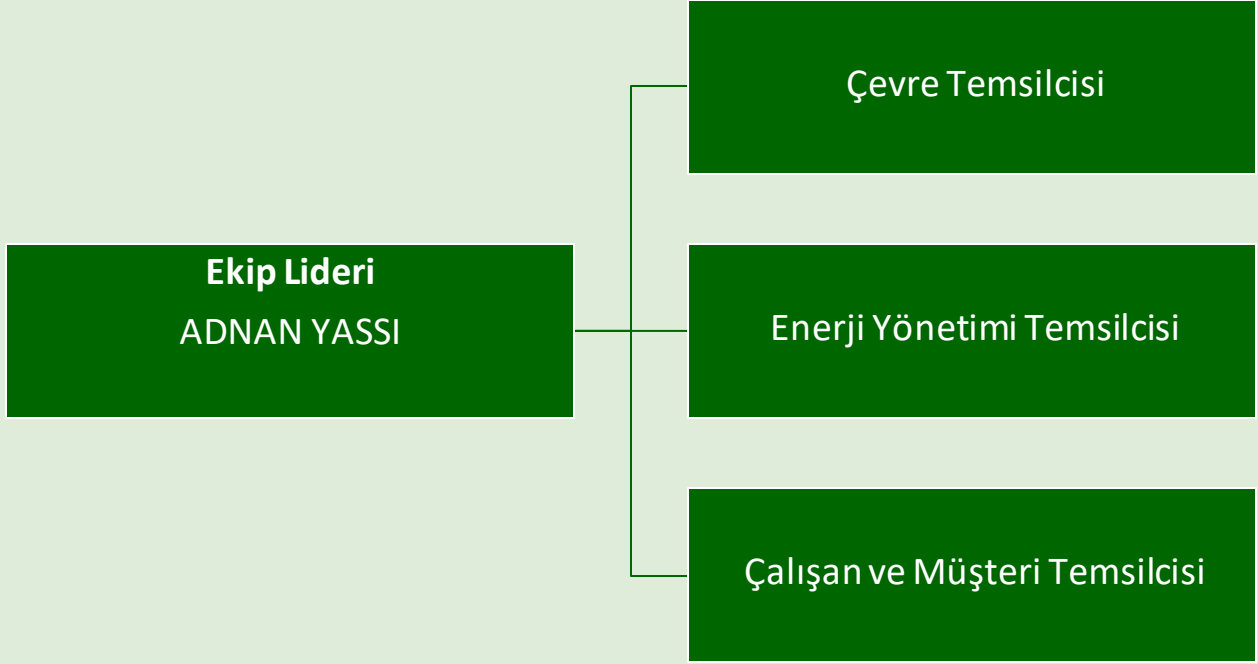 Çevre Temsilcisi
Ekip Lideri
ADNAN YASSI
Enerji Yönetimi Temsilcisi
Çalışan ve Müşteri Temsilcisi